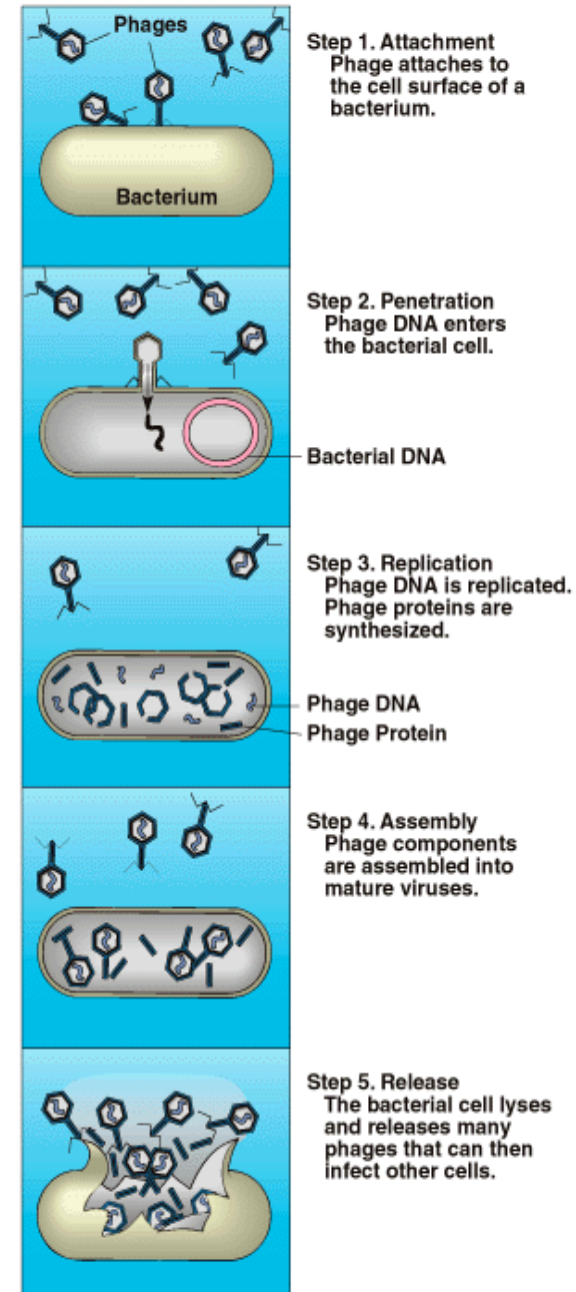 Phages
Bacterium
Step 1. Attachment
Phage attaches to
the cell surface of a
bacterium.
Step 2. Penetration
Phage DNA enters
the bacterial cell.
Bacterial DNA
Step 3. Replication
Phage DNA is replicated.
Phage proteins are
synthesized.
Phage DNA
Phage Protein
Step 4. Assembly
Phage components
are assembled into
mature viruses.
Step 5. Release
The bacterial cell lyses
and releases many
phages that can then
infect other cells.